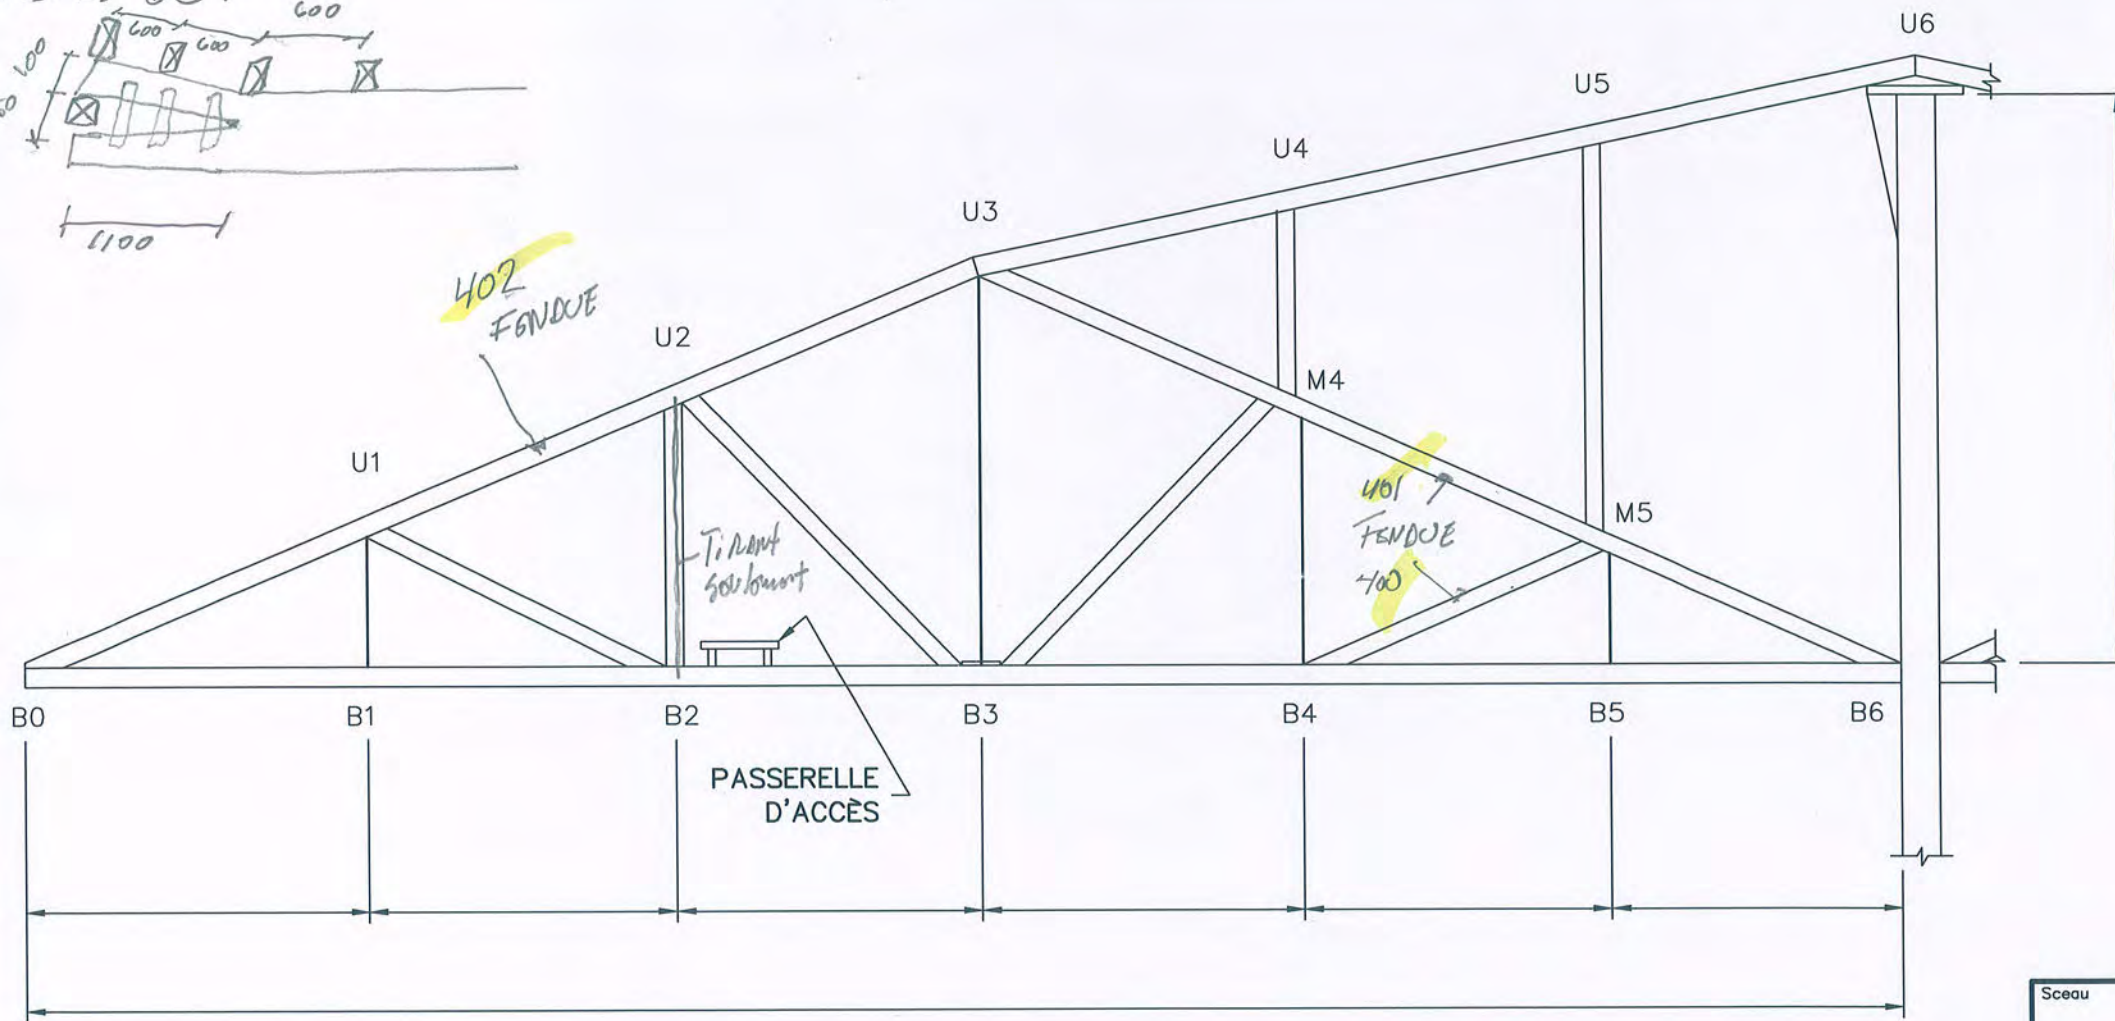 600
600
600
100
1100
U6
U5
U4
U3
402
FENDUE
U2
M4
U1
401
FENDUE
M5
TIRANT
seulement
400
B0
B1
B2
B3
B4
B5
B6
PASSERELLE
D'ACCÈS
Sceau